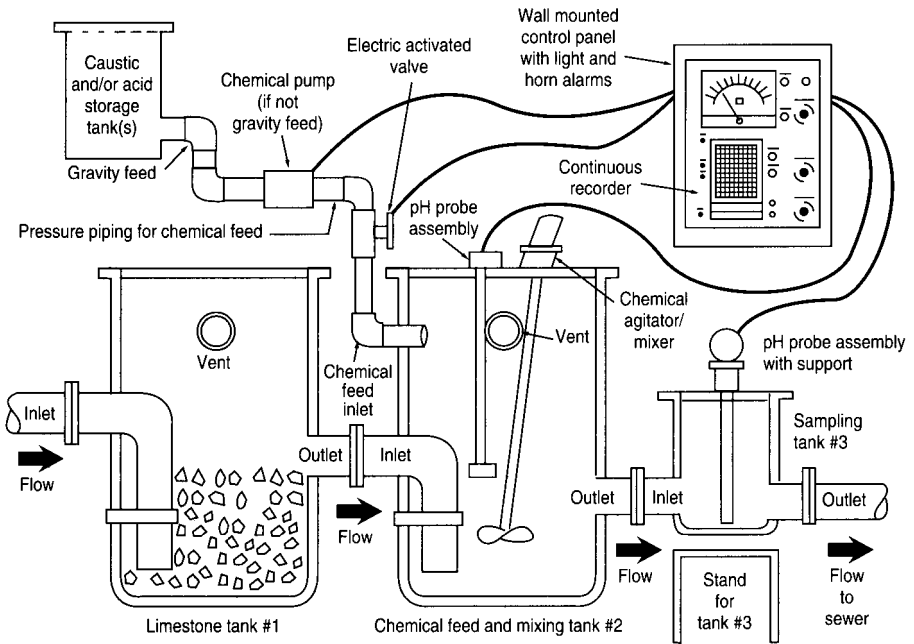 Caustic
and/or acid
storage
tank(s)
Gravity feed
Chemical pump
(if not
gravity feed)
Electric activated
valve
Wall mounted
control panel
with light and
horn alarms
Continuous
recorder
Pressure piping for chemical feed
pH probe
assembly
Chemical
agitator/
mixer
Vent
Vent
Chemical
feed
inlet
pH probe assembly
with support
Sampling
tank #3
Inlet
Flow
Outlet
Inlet
Flow
Outlet
Inlet
Flow
Outlet
Flow
to
sewer
Stand
for
tank #3
Limestone tank #1
Chemical feed and mixing tank #2